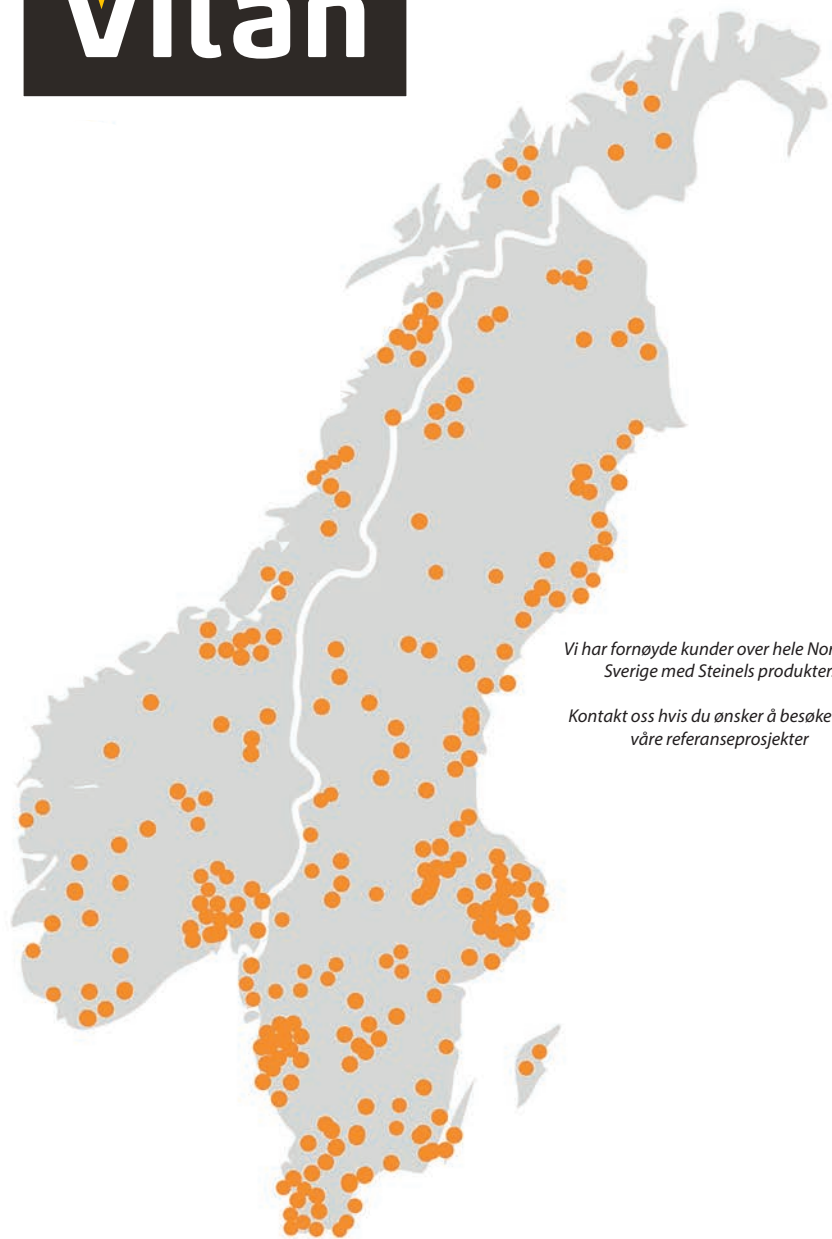 Vilan
Vi har fornøyde kunder over hele Nor
Sverige med Steinels produkter
Kontakt oss hvis du ønsker å besøke
våre referanseprosjekter